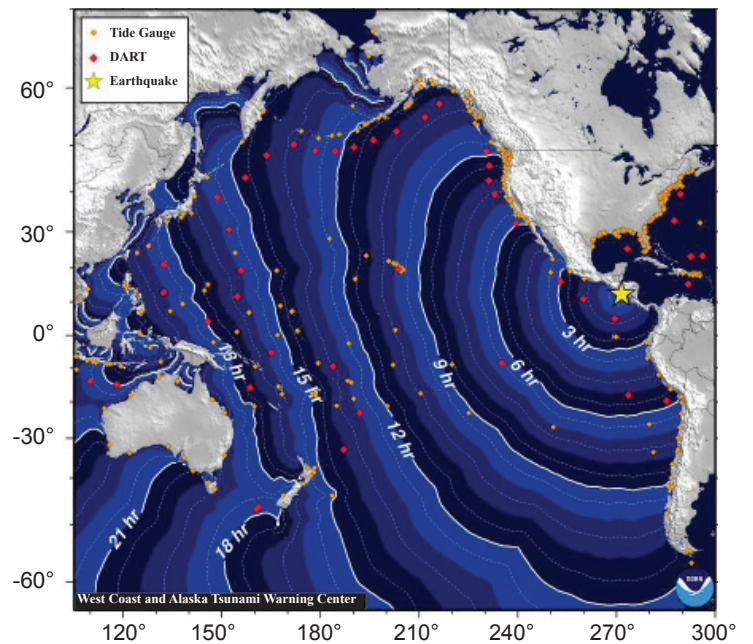 Tide Gauge
DART
Earthquake
60°
30°
0°
-30°
-60°
3 hr
6 hr
9 hr
12 hr
15 hr
18 hr
18 hr
21 hr
West Coast and Alaska Tsunami Warning Center
NOAA
120°
150°
180°
210°
240°
270°
300°